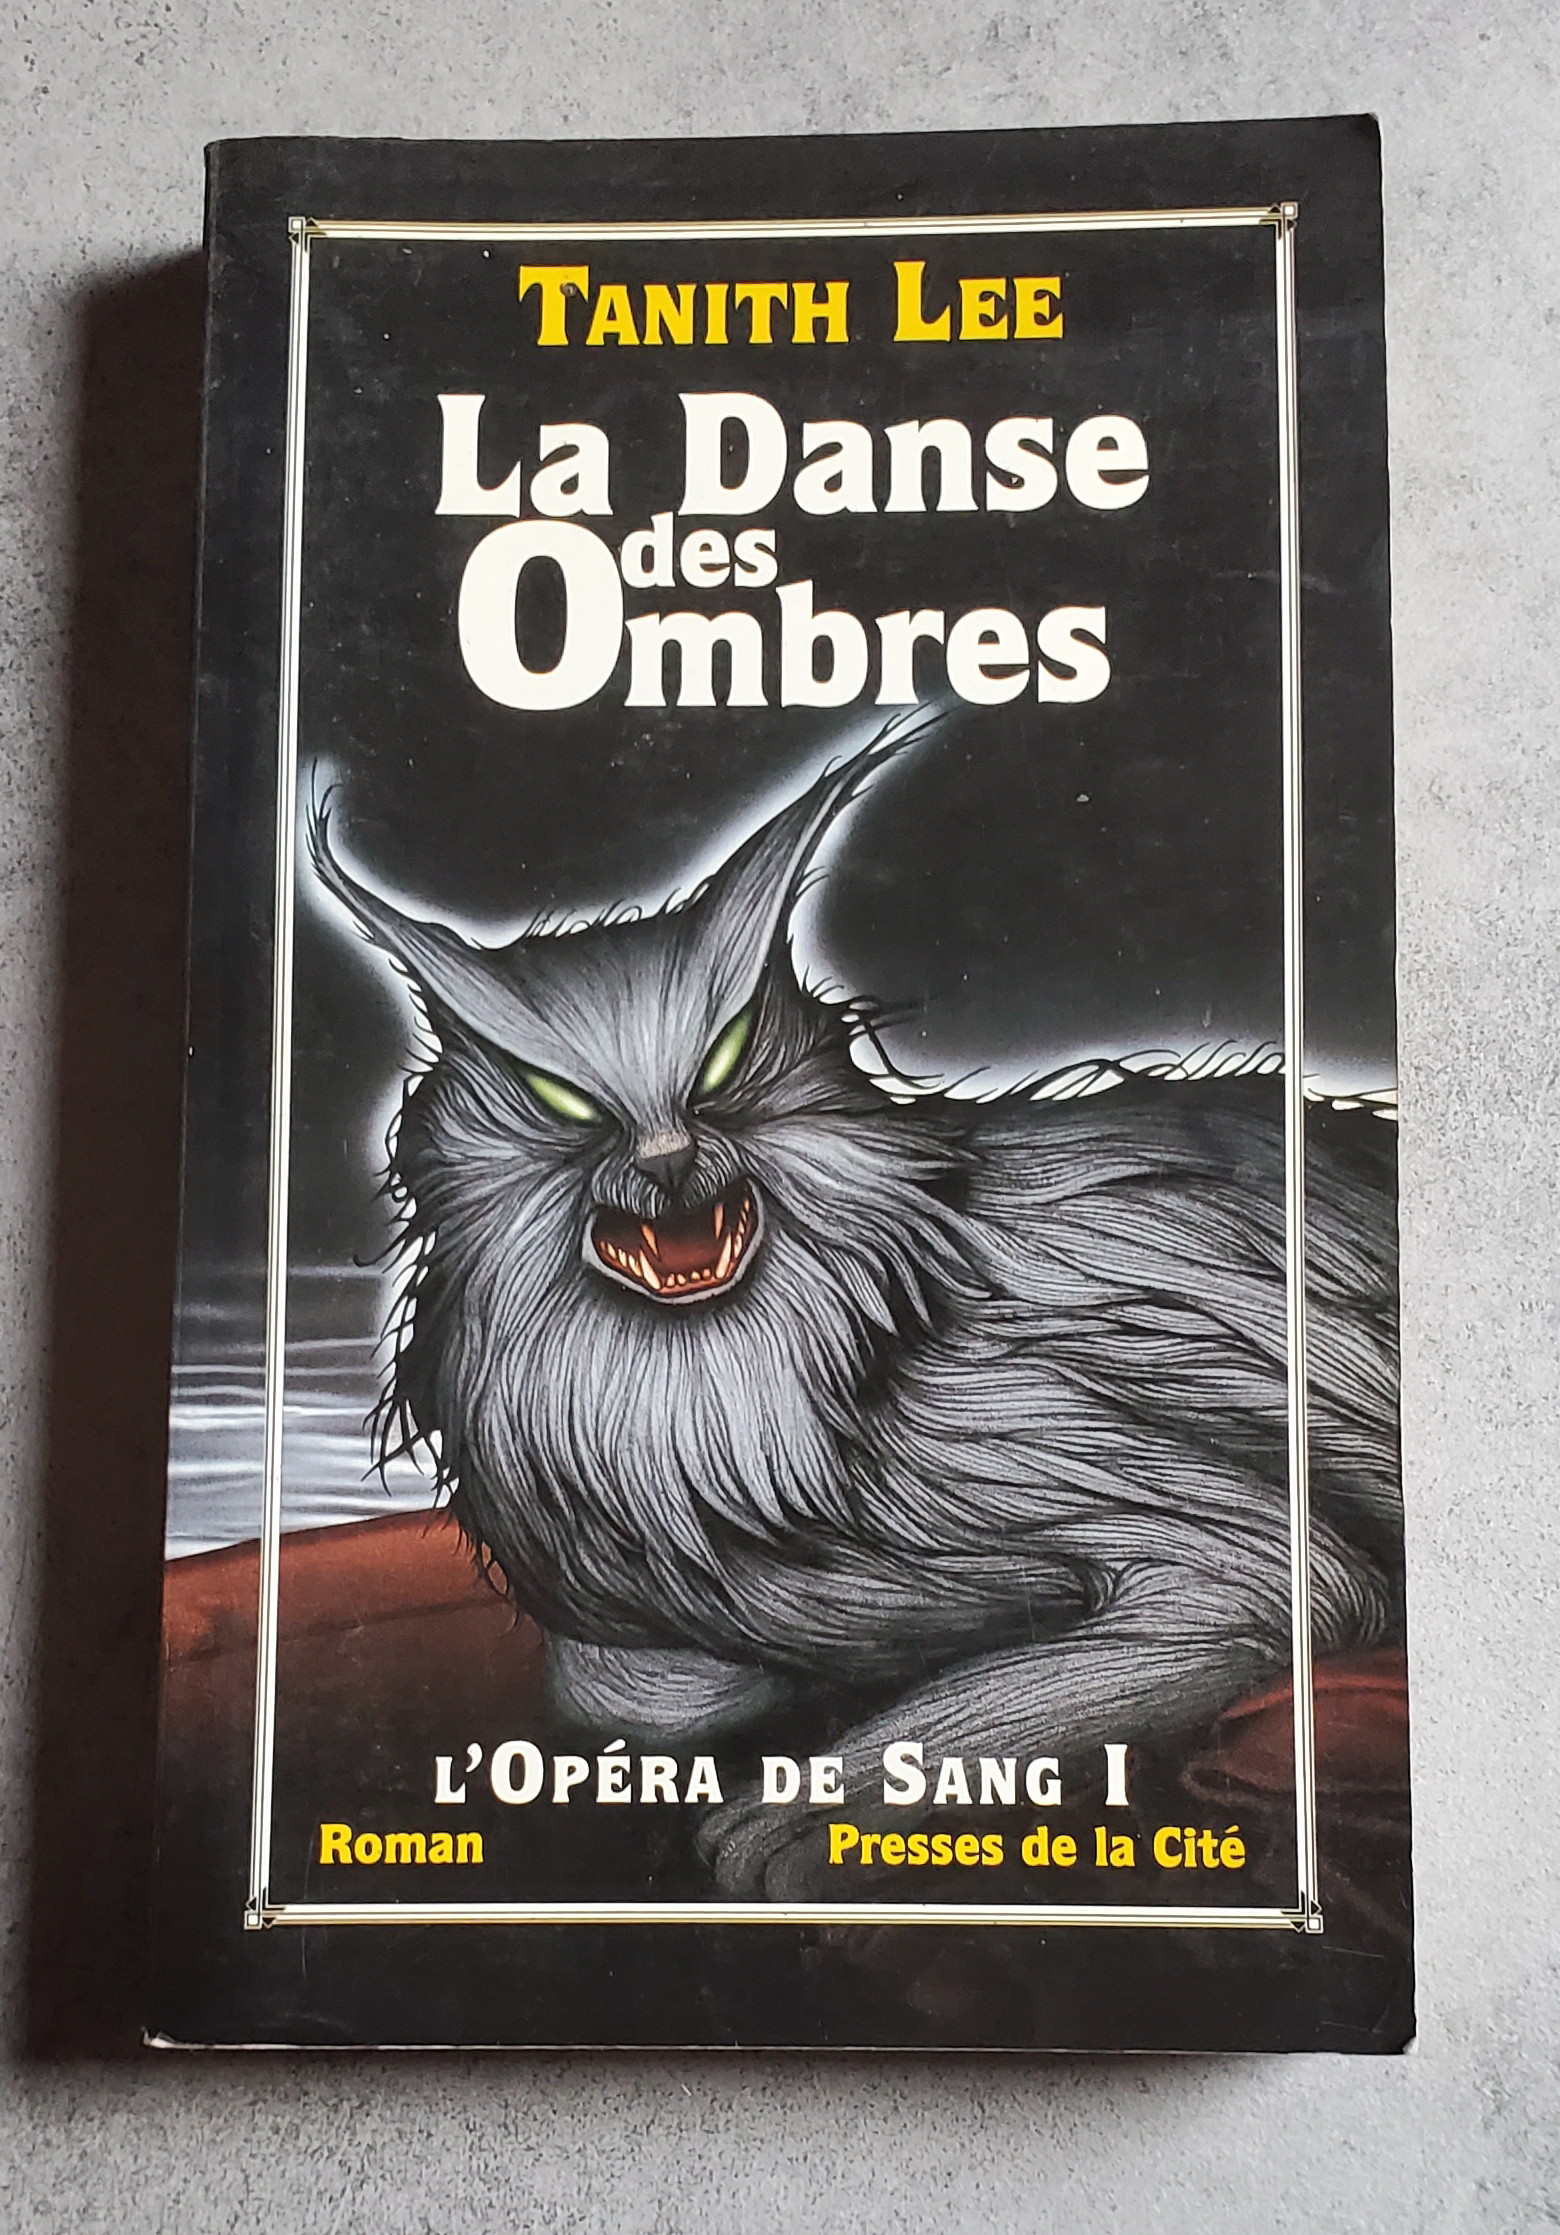 TANITH LEE
La Danse
des
Ombres
L'OPÉRA DE SANG I
Roman
Presses de la Cité